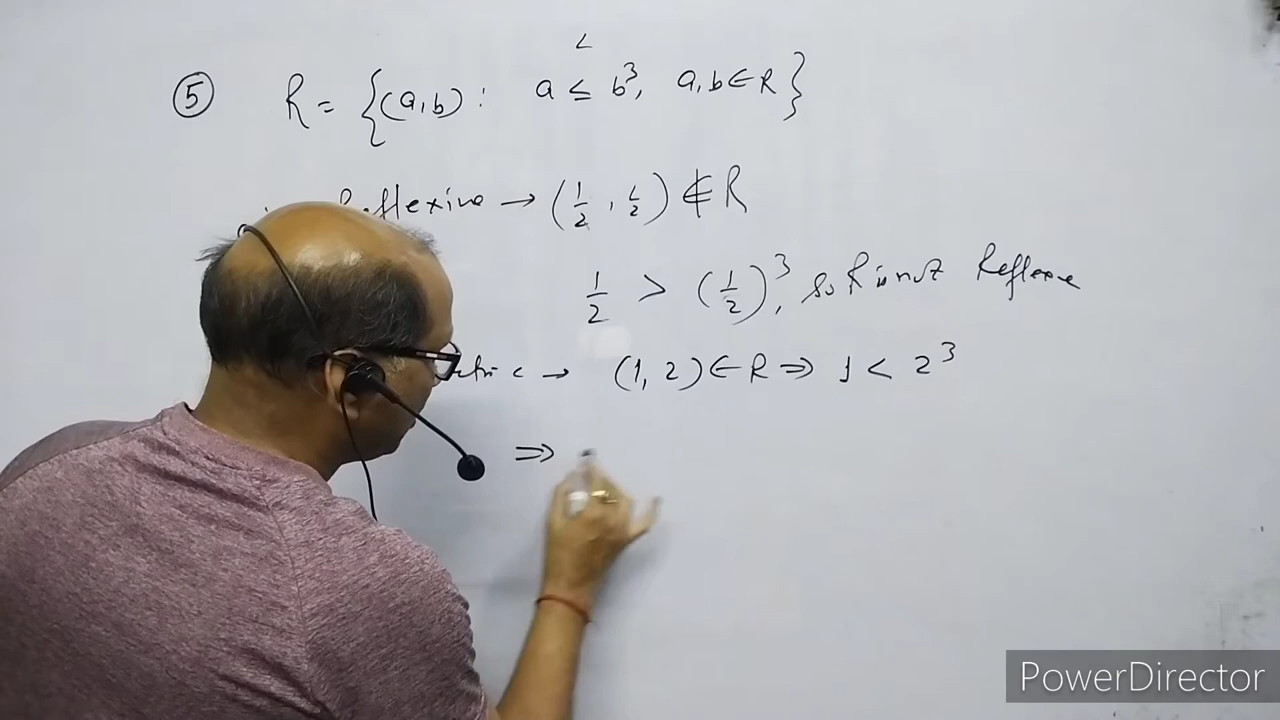 <
⑤ R = {(a,b) : a ≤ b³, a,b ∈ R}
→ (1/2, 1/2) ∉ R
1/2 > (1/2)³, so R is not Reflexive
→ (1, 2) ∈ R ⇒ 1 < 2³
⇒
PowerDirector